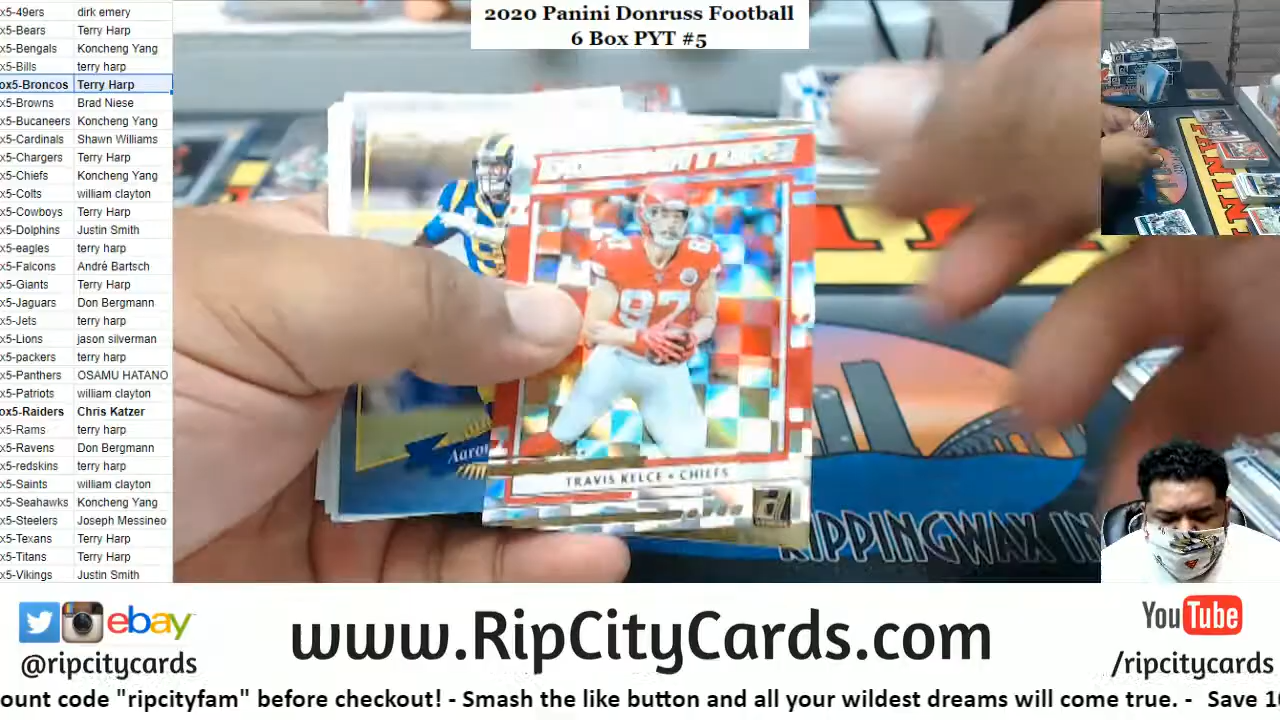 2020 Panini Donruss Football
6 Box PYT #5
x5-49ers dirk emery
x5-Bears Terry Harp
x5-Bengals Koncheng Yang
x5-Bills terry harp
ox5-Broncos Terry Harp
x5-Browns Brad Niese
x5-Bucaneers Koncheng Yang
x5-Cardinals Shawn Williams
x5-Chargers Terry Harp
x5-Chiefs Koncheng Yang
x5-Colts william clayton
x5-Cowboys Terry Harp
x5-Dolphins Justin Smith
x5-eagles terry harp
x5-Falcons André Bartsch
x5-Giants Terry Harp
x5-Jaguars Don Bergmann
x5-Jets terry harp
x5-Lions jason silverman
x5-packers terry harp
x5-Panthers OSAMU HATANO
x5-Patriots william clayton
ox5-Raiders Chris Katzer
x5-Rams terry harp
x5-Ravens Don Bergmann
x5-redskins terry harp
x5-Saints william clayton
x5-Seahawks Koncheng Yang
x5-Steelers Joseph Messineo
x5-Texans Terry Harp
x5-Titans Terry Harp
x5-Vikings Justin Smith
87
Aaron
TRAVIS KELCE • CHIEFS
RIPPINGWAX IN
ebay
@ripcitycards
www.RipCityCards.com
YouTube
/ripcitycards
ount code "ripcityfam" before checkout! - Smash the like button and all your wildest dreams will come true. - Save 10